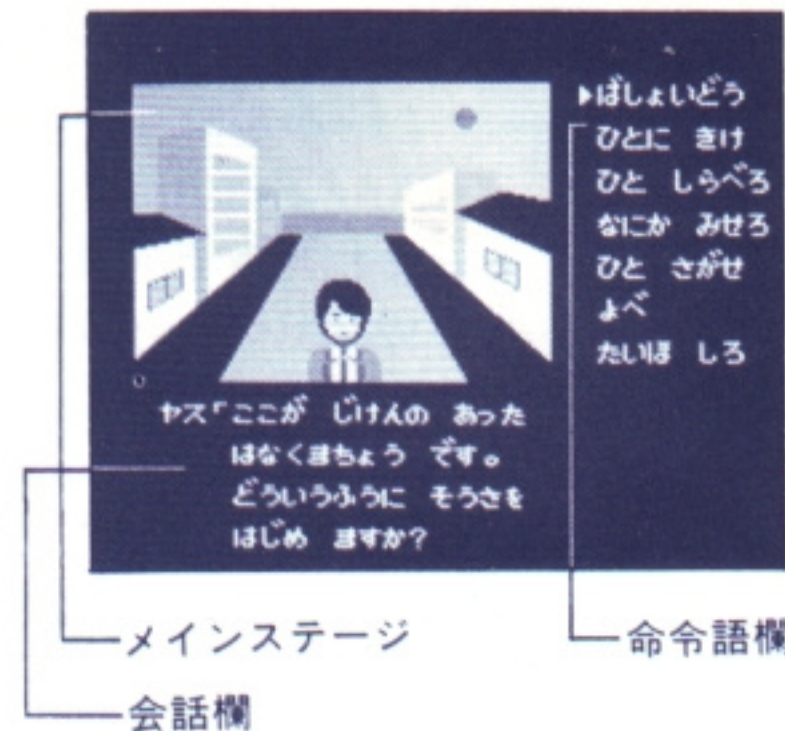 ▶ばしょいどう
ひとに きけ
ひと しらべろ
なにか みせろ
ひと さがせ
よべ
たいほ しろ
ヤス「ここが じけんの あった
はなくまちょう です。
どういうふうに そうさを
はじめ ますか?
メインステージ
命令語欄
会話欄